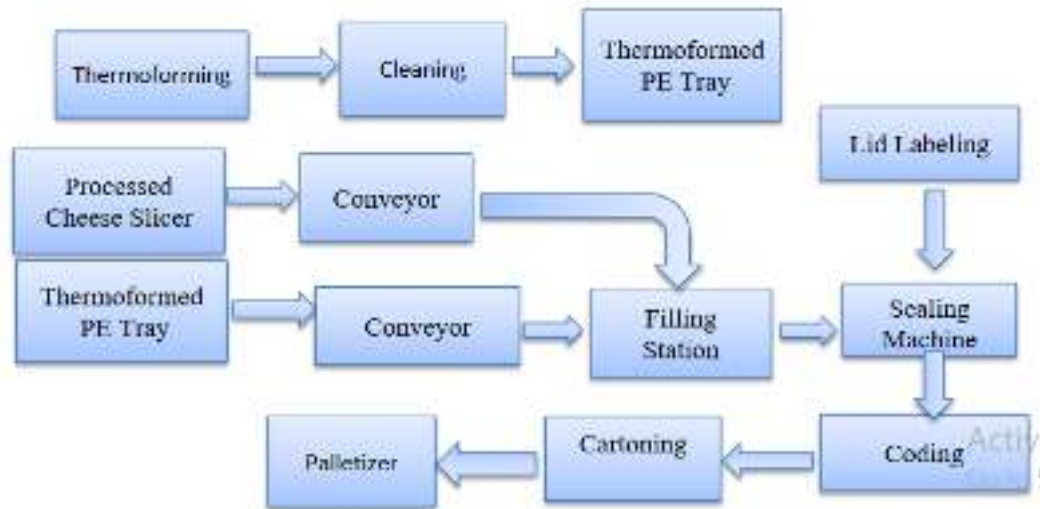 Thermoforming
Cleaning
Thermoformed
PE Tray
Lid Labeling
Processed
Cheese Slicer
Conveyor
Thermoformed
PE Tray
Conveyor
Filling
Station
Sealing
Machine
Palletizer
Cartoning
Coding
Activ